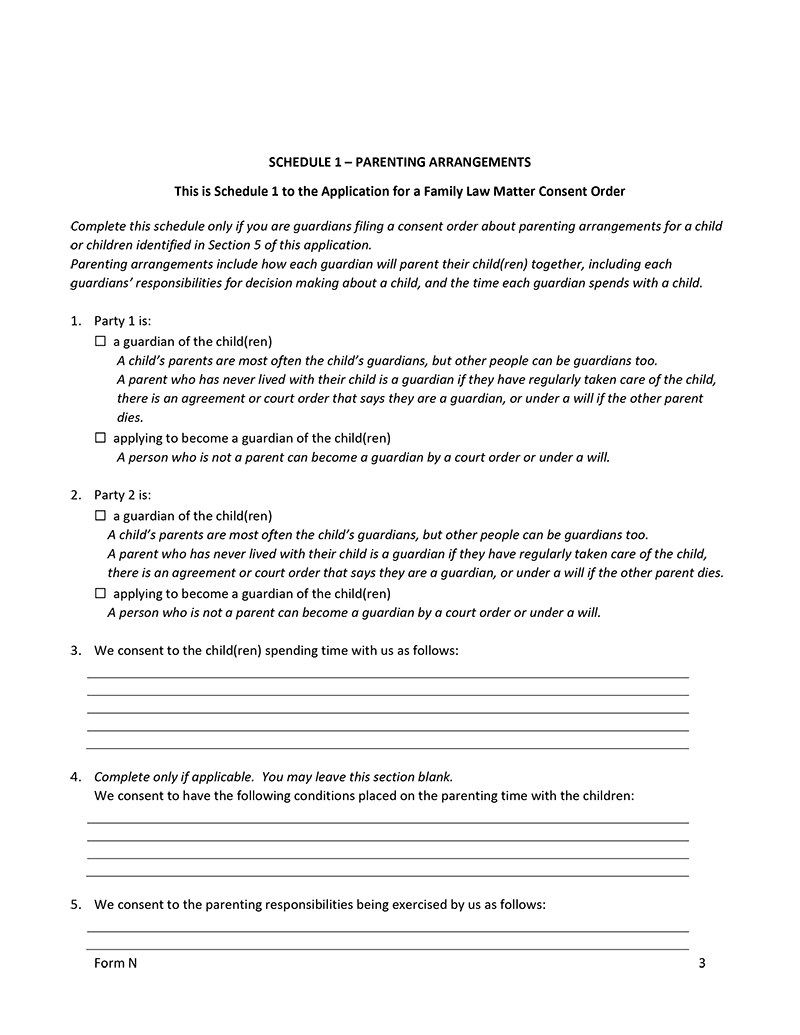 SCHEDULE 1 – PARENTING ARRANGEMENTS
This is Schedule 1 to the Application for a Family Law Matter Consent Order
Complete this schedule only if you are guardians filing a consent order about parenting arrangements for a child
or children identified in Section 5 of this application.
Parenting arrangements include how each guardian will parent their child(ren) together, including each
guardians’ responsibilities for decision making about a child, and the time each guardian spends with a child.
1. Party 1 is:
☐ a guardian of the child(ren)
A child’s parents are most often the child’s guardians, but other people can be guardians too.
A parent who has never lived with their child is a guardian if they have regularly taken care of the child,
there is an agreement or court order that says they are a guardian, or under a will if the other parent
dies.
☐ applying to become a guardian of the child(ren)
A person who is not a parent can become a guardian by a court order or under a will.
2. Party 2 is:
☐ a guardian of the child(ren)
A child’s parents are most often the child’s guardians, but other people can be guardians too.
A parent who has never lived with their child is a guardian if they have regularly taken care of the child,
there is an agreement or court order that says they are a guardian, or under a will if the other parent dies.
☐ applying to become a guardian of the child(ren)
A person who is not a parent can become a guardian by a court order or under a will.
3. We consent to the child(ren) spending time with us as follows:
4. Complete only if applicable. You may leave this section blank.
We consent to have the following conditions placed on the parenting time with the children:
5. We consent to the parenting responsibilities being exercised by us as follows:
Form N 3